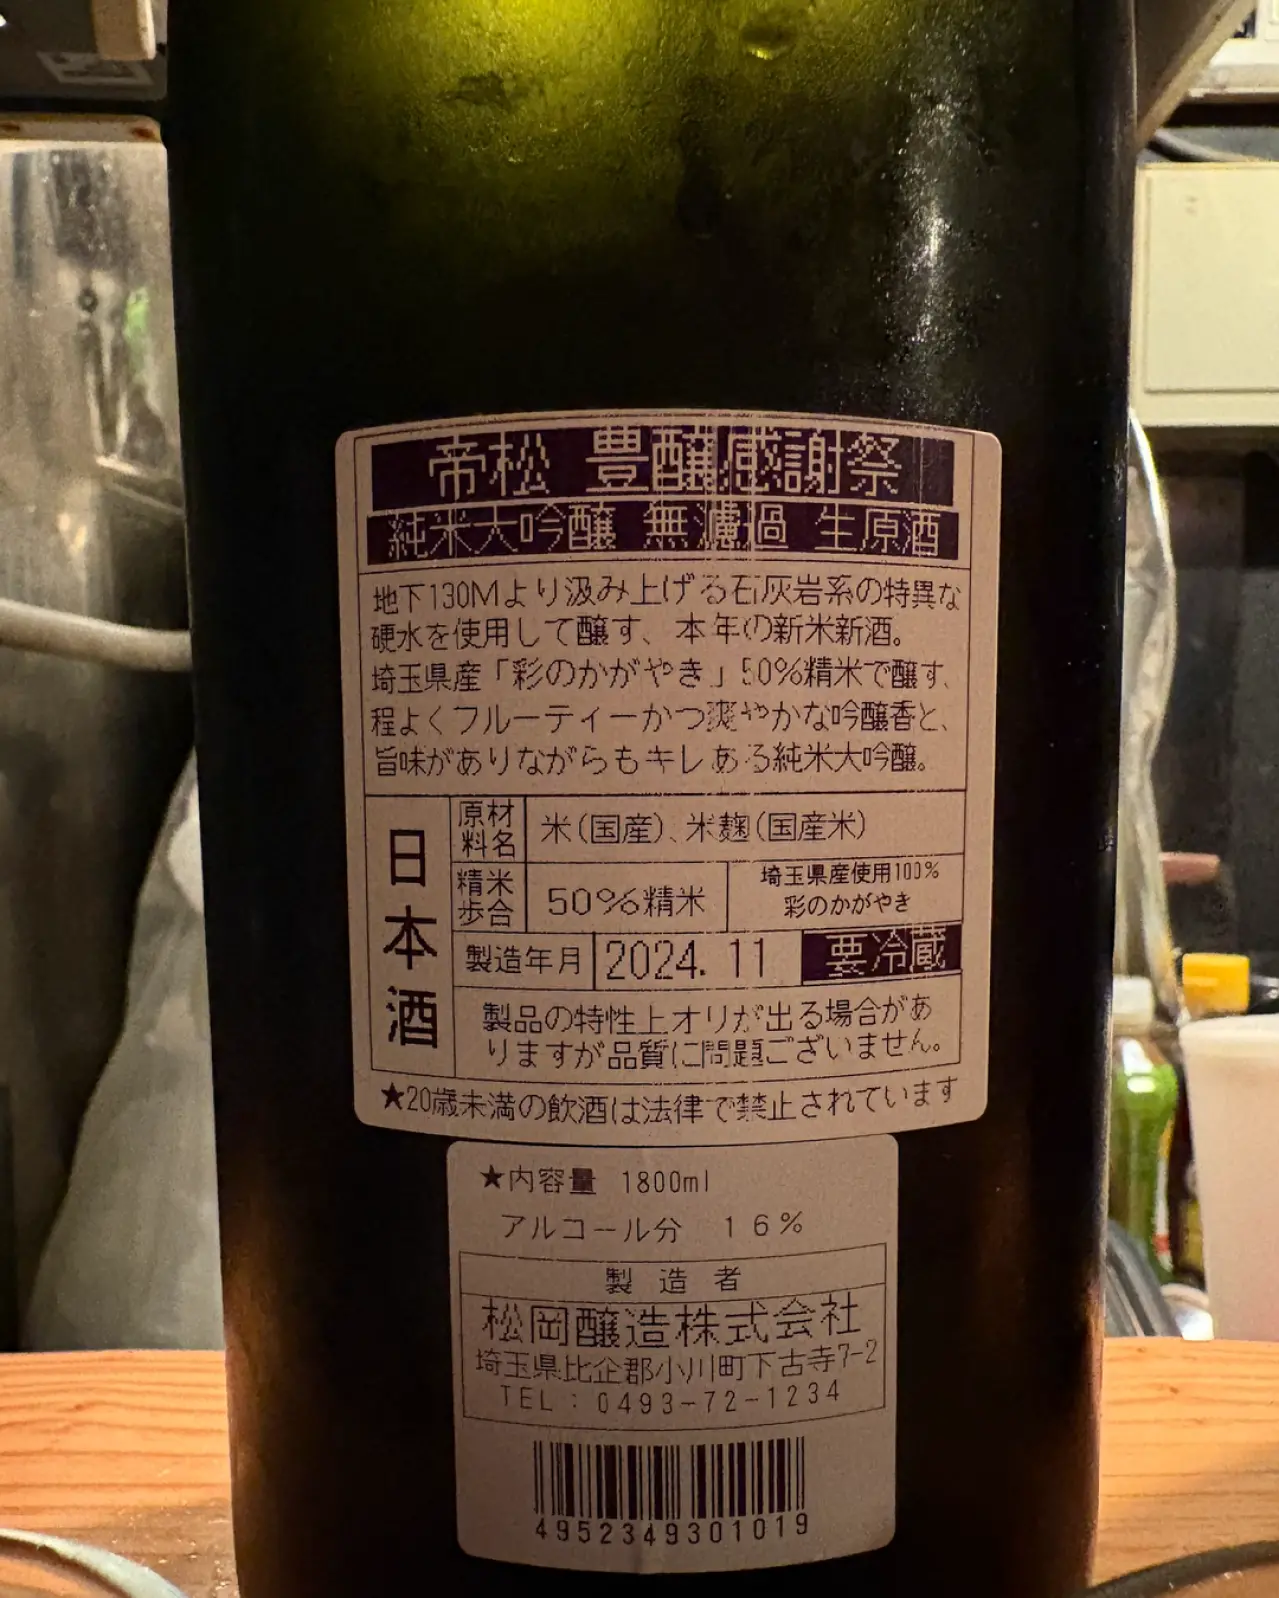 帝松 豊醸感謝祭
純米大吟醸 無濾過 生原酒
地下130Mより汲み上げる石灰岩系の特異な
硬水を使用して醸す、本年の新米新酒。
埼玉県産「彩のかがやき」50%精米で醸す、
程よくフルーティーかつ爽やかな吟醸香と、
旨味がありながらもキレある純米大吟醸。
日本酒
原材料名 米(国産)、米麹(国産米)
精米歩合 50%精米 埼玉県産使用100%
彩のかがやき
製造年月 2024.11 要冷蔵
製品の特性上オリが出る場合があ
りますが品質に問題ございません。
★20歳未満の飲酒は法律で禁止されています
★内容量 1800ml
アルコール分 16%
製造者
松岡醸造株式会社
埼玉県比企郡小川町下古寺7-2
TEL:0493-72-1234
4952349301019